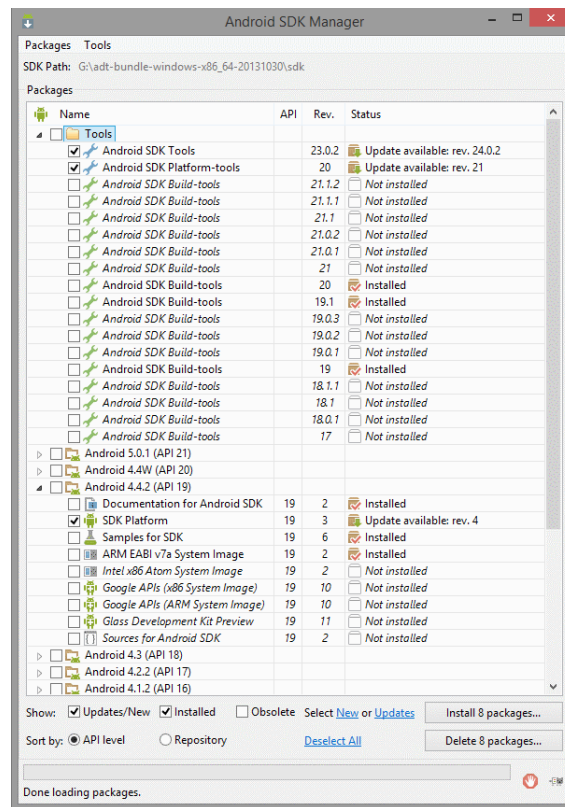 Android SDK Manager
Packages Tools
SDK Path: G:\adt-bundle-windows-x86_64-20131030\sdk
Packages
Name API Rev. Status
Tools
Android SDK Tools 23.0.2 Update available: rev. 24.0.2
Android SDK Platform-tools 20 Update available: rev. 21
Android SDK Build-tools 21.1.2 Not installed
Android SDK Build-tools 21.1.1 Not installed
Android SDK Build-tools 21.1 Not installed
Android SDK Build-tools 21.0.2 Not installed
Android SDK Build-tools 21.0.1 Not installed
Android SDK Build-tools 21 Not installed
Android SDK Build-tools 20 Installed
Android SDK Build-tools 19.1 Installed
Android SDK Build-tools 19.0.3 Not installed
Android SDK Build-tools 19.0.2 Not installed
Android SDK Build-tools 19.0.1 Not installed
Android SDK Build-tools 19 Installed
Android SDK Build-tools 18.1.1 Not installed
Android SDK Build-tools 18.1 Not installed
Android SDK Build-tools 18.0.1 Not installed
Android SDK Build-tools 17 Not installed
Android 5.0.1 (API 21)
Android 4.4W (API 20)
Android 4.4.2 (API 19)
Documentation for Android SDK 19 2 Installed
SDK Platform 19 3 Update available: rev. 4
Samples for SDK 19 6 Installed
ARM EABI v7a System Image 19 2 Installed
Intel x86 Atom System Image 19 2 Not installed
Google APIs (x86 System Image) 19 10 Not installed
Google APIs (ARM System Image) 19 10 Not installed
Glass Development Kit Preview 19 11 Not installed
Sources for Android SDK 19 2 Not installed
Android 4.3 (API 18)
Android 4.2.2 (API 17)
Android 4.1.2 (API 16)
Show: Updates/New Installed Obsolete Select New or Updates Install 8 packages...
Sort by: API level Repository Deselect All Delete 8 packages...
Done loading packages.